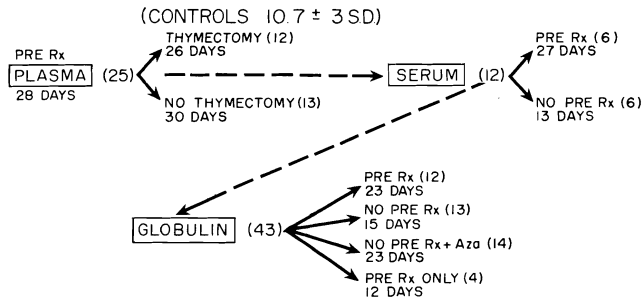 (CONTROLS 10.7 ± 3 S.D.)
PRE Rx
PLASMA (25)
28 DAYS
THYMECTOMY (12)
26 DAYS
NO THYMECTOMY (13)
30 DAYS
SERUM (12)
PRE Rx (6)
27 DAYS
NO PRE Rx (6)
13 DAYS
GLOBULIN (43)
PRE Rx (12)
23 DAYS
NO PRE Rx (13)
15 DAYS
NO PRE Rx + Aza (14)
23 DAYS
PRE Rx ONLY (4)
12 DAYS